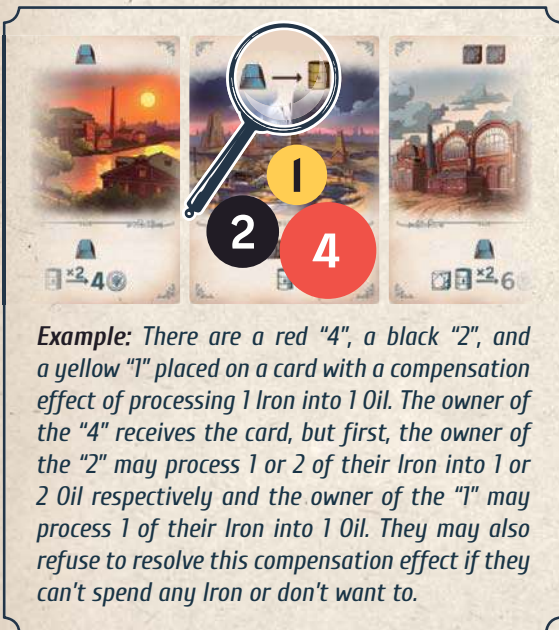 1
2
4
x2
4
x2
6
Example: There are a red “4”, a black “2”, and
a yellow “1” placed on a card with a compensation
effect of processing 1 Iron into 1 Oil. The owner of
the “4” receives the card, but first, the owner of
the “2” may process 1 or 2 of their Iron into 1 or
2 Oil respectively and the owner of the “1” may
process 1 of their Iron into 1 Oil. They may also
refuse to resolve this compensation effect if they
can't spend any Iron or don't want to.